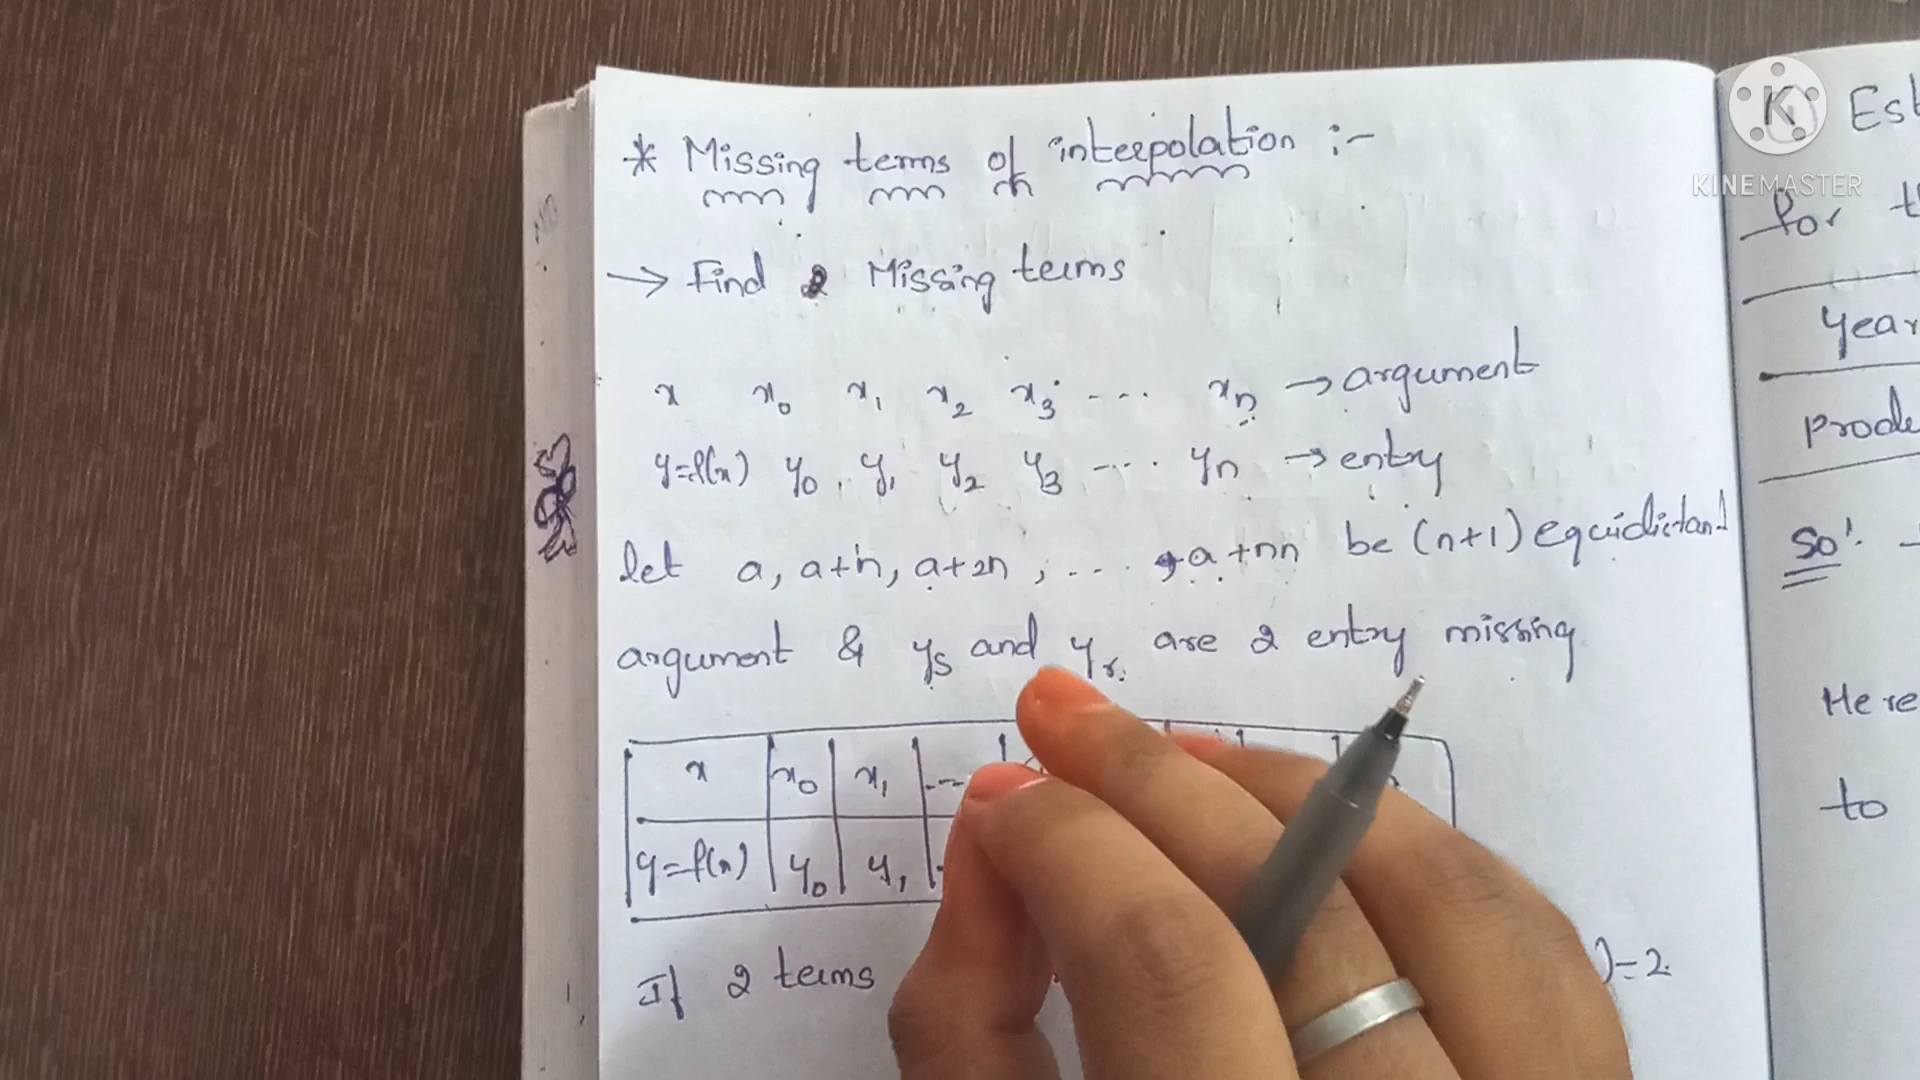 * Missing terms of interpolation :-
→ Find 2 Missing terms
x x₀ x₁ x₂ x₃ ... xₙ → argument
y=f(x) y₀ y₁ y₂ y₃ ... yₙ → entry
let a, a+h, a+2h, ... a+nh be (n+1) equidictant
argument & yₛ and yᵣ are 2 entry missing
x x₀ x₁ ...
y=f(x) y₀ y₁
If 2 terms )=2
K
KINEMASTER
Est
for
Year
So'.
Here
to